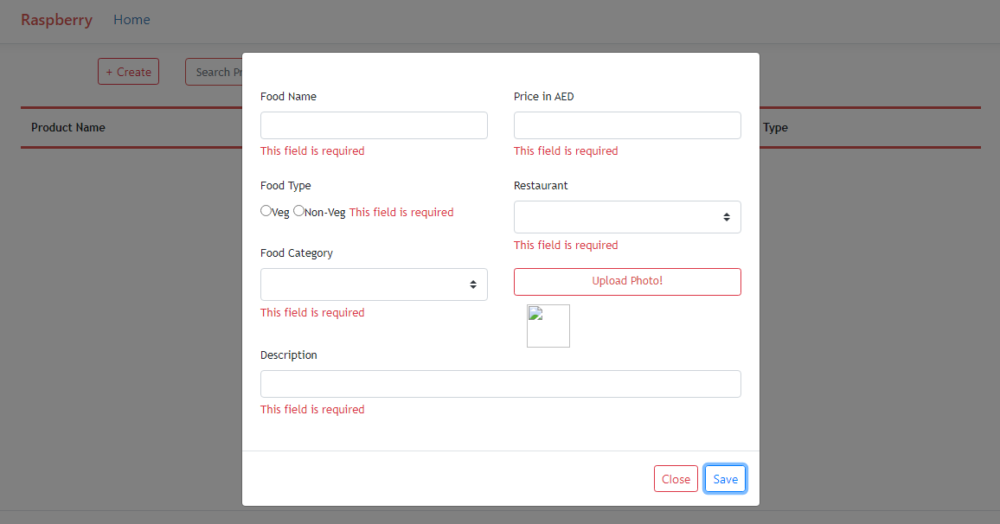 Raspberry Home
+ Create
Search Pr
Product Name
Type
Food Name
Price in AED
This field is required
This field is required
Food Type
Restaurant
Veg Non-Veg This field is required
This field is required
Food Category
Upload Photo!
This field is required
Description
This field is required
Close Save